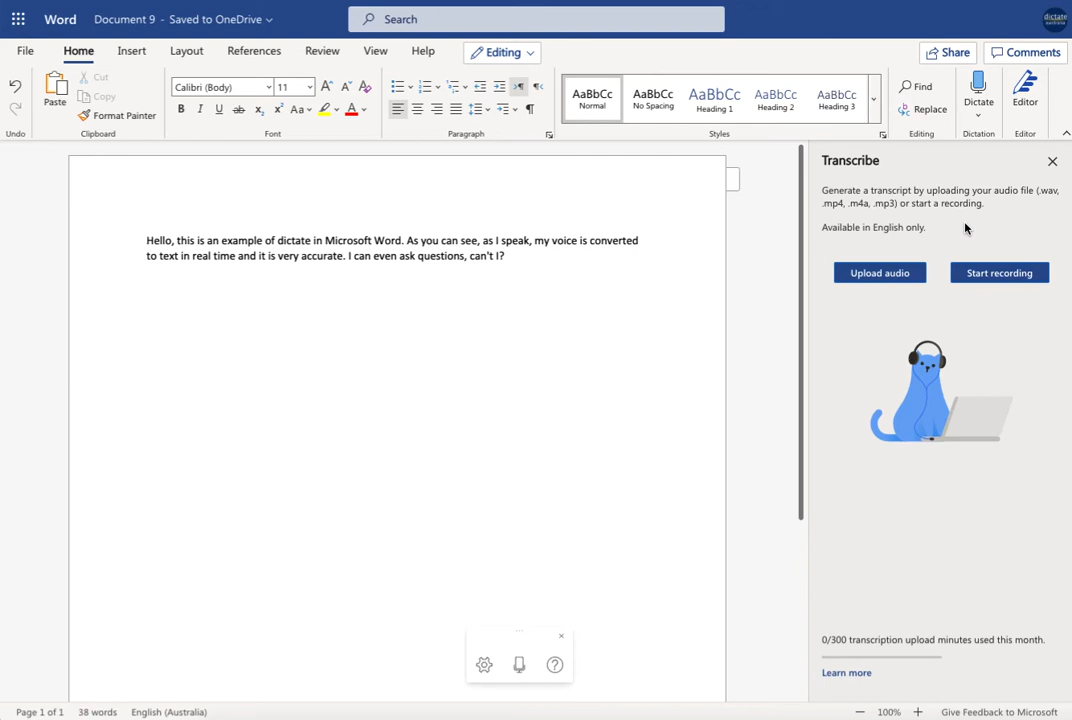 Word Document 9 - Saved to OneDrive Search dictate australia
File Home Insert Layout References Review View Help Editing Share Comments
Paste Cut Copy Format Painter
Calibri (Body) 11
AaBbCc Normal AaBbCc No Spacing AaBbCc Heading 1 AaBbCc Heading 2 AaBbCc Heading 3
Find Replace Dictate Editor
Undo Clipboard Font Paragraph Styles Editing Dictation Editor
Hello, this is an example of dictate in Microsoft Word. As you can see, as I speak, my voice is converted
to text in real time and it is very accurate. I can even ask questions, can't I?
Transcribe
Generate a transcript by uploading your audio file (.wav,
.mp4, .m4a, .mp3) or start a recording.
Available in English only.
Upload audio Start recording
0/300 transcription upload minutes used this month.
Learn more
Page 1 of 1 38 words English (Australia) 100% Give Feedback to Microsoft